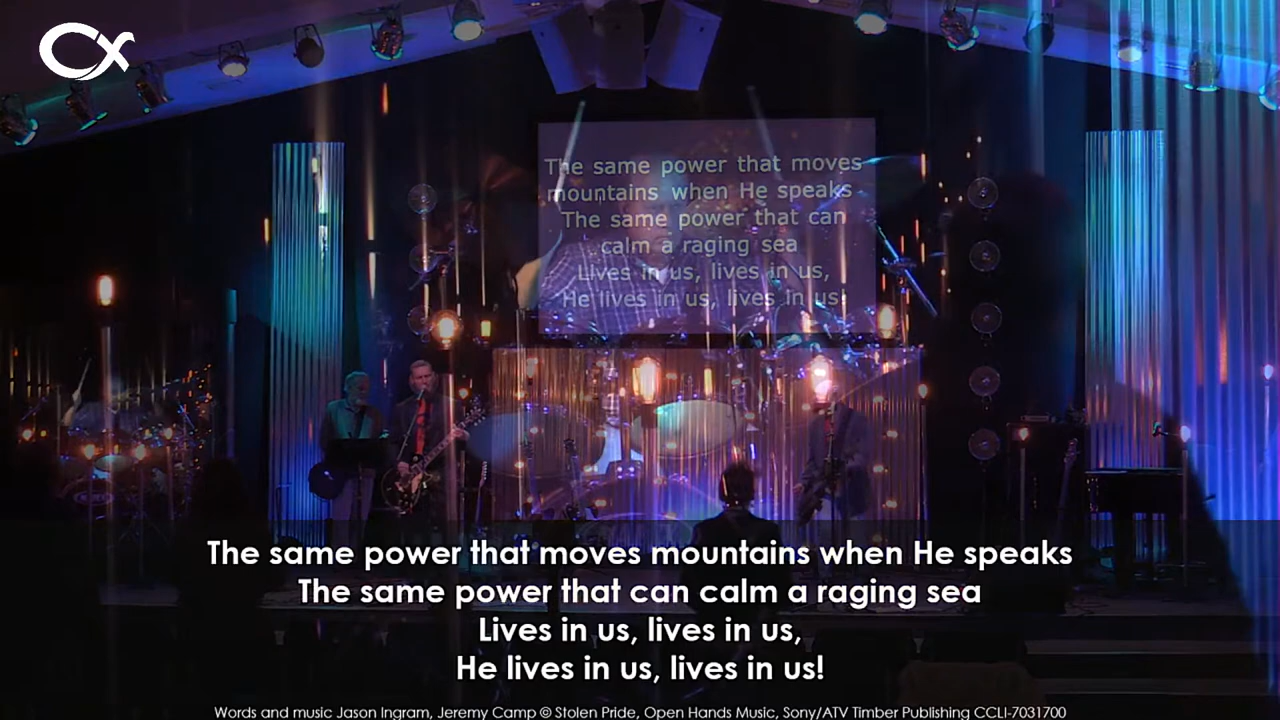 CX
The same power that moves
mountains when He speaks
The same power that can
calm a raging sea
Lives in us, lives in us,
He lives in us, lives in us!
The same power that moves mountains when He speaks
The same power that can calm a raging sea
Lives in us, lives in us,
He lives in us, lives in us!
Words and music Jason Ingram, Jeremy Camp © Stolen Pride, Open Hands Music, Sony/ATV Timber Publishing CCLI-7031700